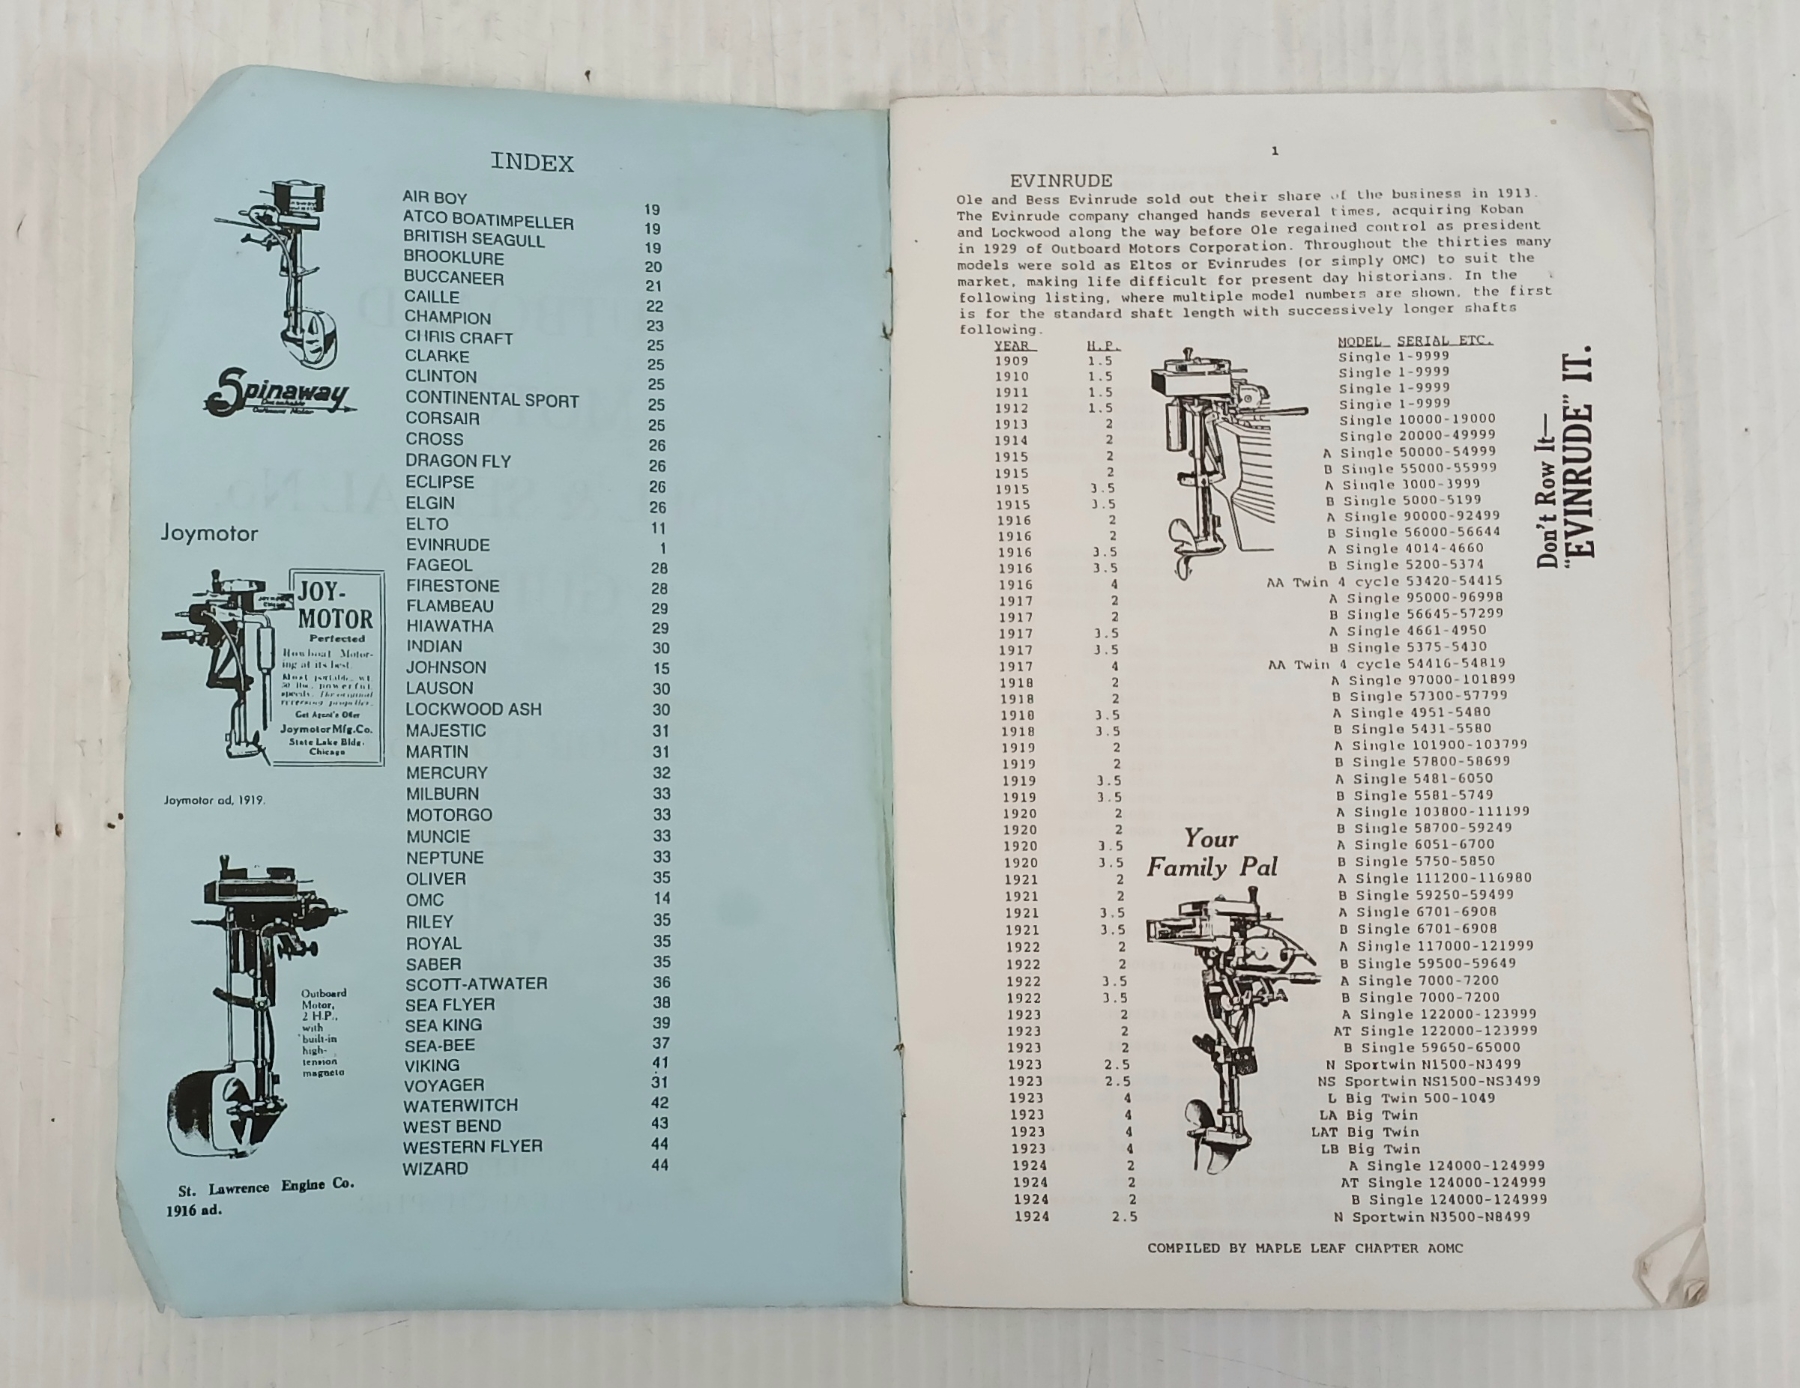 INDEX
AIR BOY 19
ATCO BOATIMPELLER 19
BRITISH SEAGULL 19
BROOKLURE 20
BUCCANEER 21
CAILLE 22
CHAMPION 23
CHRIS CRAFT 25
CLARKE 25
CLINTON 25
CONTINENTAL SPORT 25
CORSAIR 25
CROSS 26
DRAGON FLY 26
ECLIPSE 26
ELGIN 26
ELTO 11
EVINRUDE 1
FAGEOL 28
FIRESTONE 28
FLAMBEAU 29
HIAWATHA 29
INDIAN 30
JOHNSON 15
LAUSON 30
LOCKWOOD ASH 30
MAJESTIC 31
MARTIN 31
MERCURY 32
MILBURN 33
MOTORGO 33
MUNCIE 33
NEPTUNE 33
OLIVER 35
OMC 14
RILEY 35
ROYAL 35
SABER 35
SCOTT-ATWATER 36
SEA FLYER 38
SEA KING 39
SEA-BEE 37
VIKING 41
VOYAGER 31
WATERWITCH 42
WEST BEND 43
WESTERN FLYER 44
WIZARD 44
Spinaway
Detachable
Outboard Motor
Joymotor
JOY-
MOTOR
Perfected
Rowboat Motor-
ing at its best.
Most portable, wt.
50 lbs., powerful,
speedy. The original
reversing propeller.
Get Agent's Offer
Joymotor Mfg. Co.
State Lake Bldg.
Chicago
Joymotor ad, 1919.
Outboard
Motor,
2 H.P.,
with
built-in
high-
tension
magneto
St. Lawrence Engine Co.
1916 ad.
1
EVINRUDE
Ole and Bess Evinrude sold out their share of the business in 1913.
The Evinrude company changed hands several times, acquiring Koban
and Lockwood along the way before Ole regained control as president
in 1929 of Outboard Motors Corporation. Throughout the thirties many
models were sold as Eltos or Evinrudes (or simply OMC) to suit the
market, making life difficult for present day historians. In the
following listing, where multiple model numbers are shown, the first
is for the standard shaft length with successively longer shafts
following.
YEAR H.P. MODEL SERIAL ETC.
1909 1.5 Single 1-9999
1910 1.5 Single 1-9999
1911 1.5 Single 1-9999
1912 1.5 Single 1-9999
1913 2 Single 10000-19000
1914 2 Single 20000-49999
1915 2 A Single 50000-54999
1915 2 B Single 55000-55999
1915 3.5 A Single 3000-3999
1915 3.5 B Single 5000-5199
1916 2 A Single 90000-92499
1916 2 B Single 56000-56644
1916 3.5 A Single 4014-4660
1916 3.5 B Single 5200-5374
1916 4 AA Twin 4 cycle 53420-54415
1917 2 A Single 95000-96998
1917 2 B Single 56645-57299
1917 3.5 A Single 4661-4950
1917 3.5 B Single 5375-5430
1917 4 AA Twin 4 cycle 54416-54819
1918 2 A Single 97000-101899
1918 2 B Single 57300-57799
1918 3.5 A Single 4951-5480
1918 3.5 B Single 5431-5580
1919 2 A Single 101900-103799
1919 2 B Single 57800-58699
1919 3.5 A Single 5481-6050
1919 3.5 B Single 5581-5749
1920 2 A Single 103800-111199
1920 2 B Single 58700-59249
1920 3.5 A Single 6051-6700
1920 3.5 B Single 5750-5850
1921 2 A Single 111200-116980
1921 2 B Single 59250-59499
1921 3.5 A Single 6701-6908
1921 3.5 B Single 6701-6908
1922 2 A Single 117000-121999
1922 2 B Single 59500-59649
1922 3.5 A Single 7000-7200
1922 3.5 B Single 7000-7200
1923 2 A Single 122000-123999
1923 2 AT Single 122000-123999
1923 2 B Single 59650-65000
1923 2.5 N Sportwin N1500-N3499
1923 2.5 NS Sportwin NS1500-NS3499
1923 4 L Big Twin 500-1049
1923 4 LA Big Twin
1923 4 LAT Big Twin
1923 4 LB Big Twin
1924 2 A Single 124000-124999
1924 2 AT Single 124000-124999
1924 2 B Single 124000-124999
1924 2.5 N Sportwin N3500-N8499
Don't Row It—
"EVINRUDE" IT.
Your
Family Pal
COMPILED BY MAPLE LEAF CHAPTER AOMC